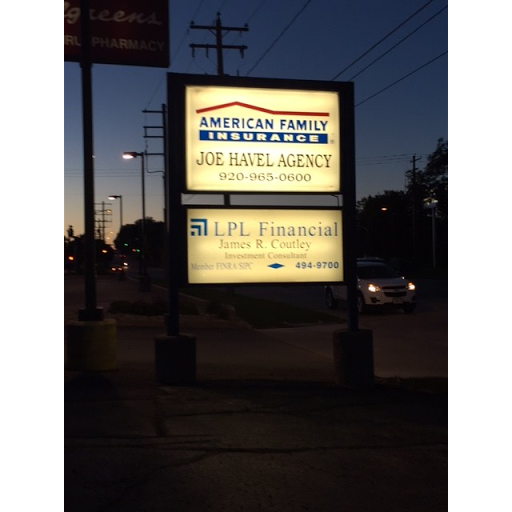 greens
PHARMACY
AMERICAN FAMILY
INSURANCE
JOE HAVEL AGENCY
920-965-0600
LPL Financial
James R. Coutley
Investment Consultant
Member FINRA/SIPC 494-9700